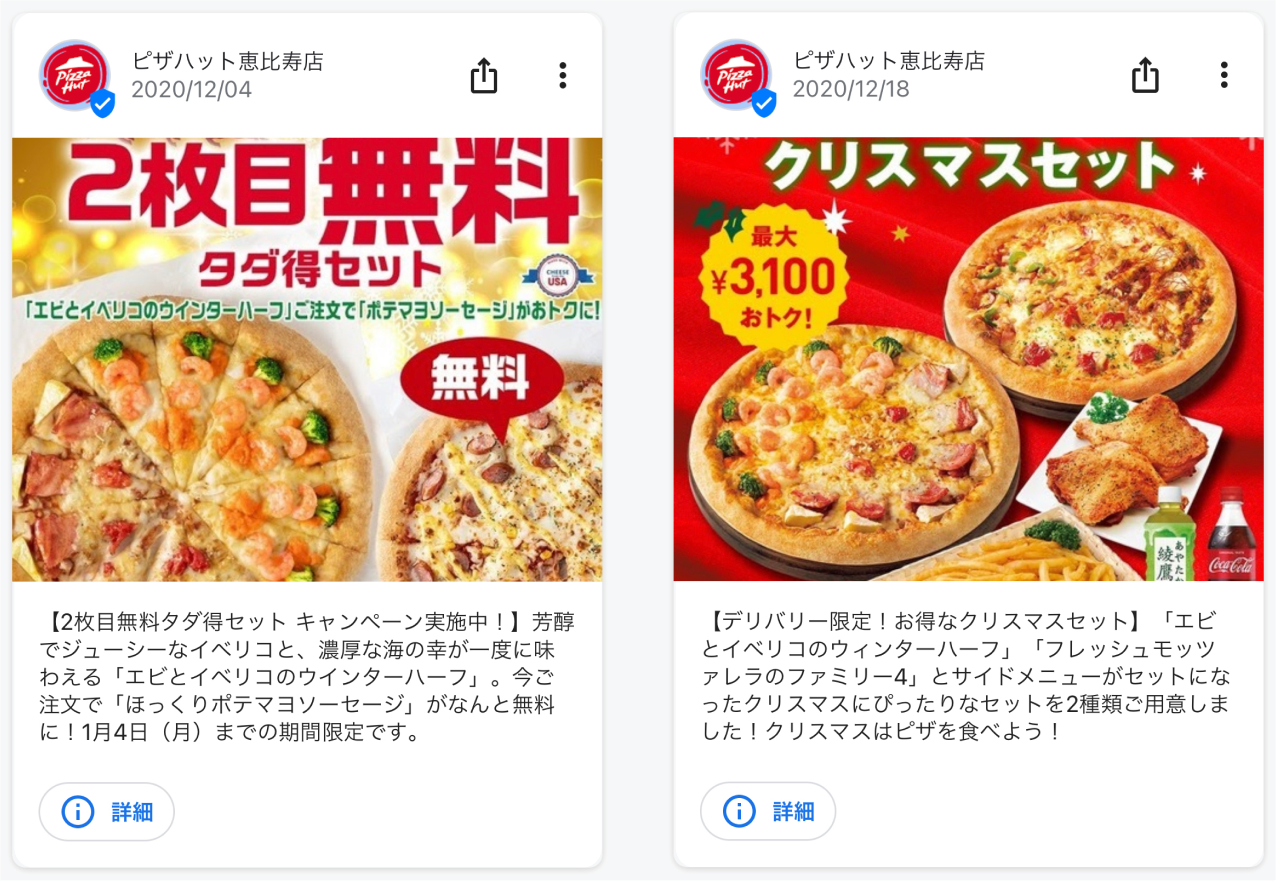 Pizza Hut
ピザハット恵比寿店
2020/12/04
2枚目無料
タダ得セット
CHEESE
USA
「エビとイベリコのウインターハーフ」ご注文で「ポテマヨソーセージ」がおトクに!
無料
【2枚目無料タダ得セット キャンペーン実施中！】芳醇
でジューシーなイベリコと、濃厚な海の幸が一度に味
わえる「エビとイベリコのウインターハーフ」。今ご
注文で「ほっくりポテマヨソーセージ」がなんと無料
に！1月4日（月）までの期間限定です。
詳細
Pizza Hut
ピザハット恵比寿店
2020/12/18
クリスマスセット
最大
¥3,100
おトク!
あやたか
綾鷹
Coca-Cola
【デリバリー限定！お得なクリスマスセット】「エビ
とイベリコのウィンターハーフ」「フレッシュモッツ
ァレラのファミリー4」とサイドメニューがセットにな
ったクリスマスにぴったりなセットを2種類ご用意しま
した！クリスマスはピザを食べよう！
詳細